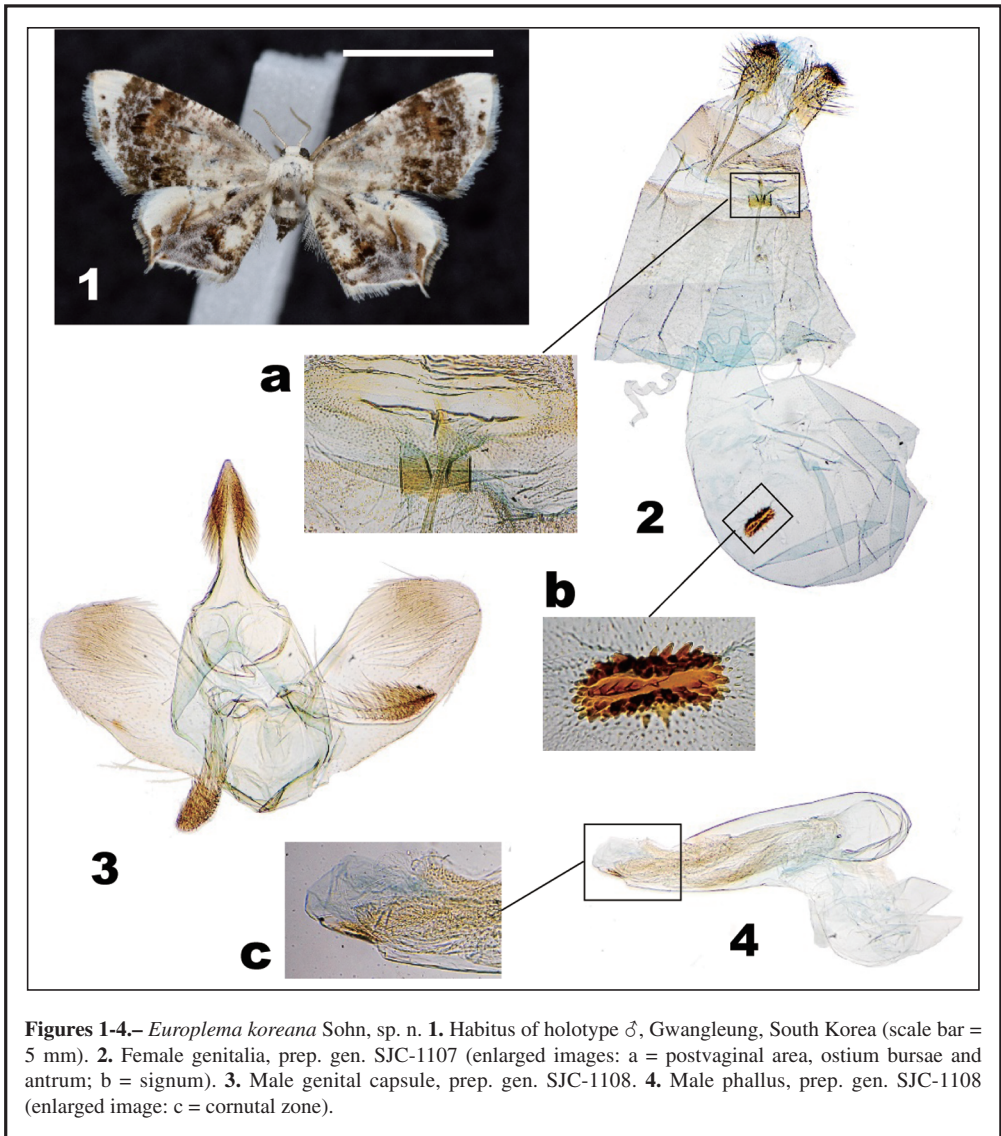 1
a
2
b
3
c
4
Figures 1-4.– Europlema koreana Sohn, sp. n. 1. Habitus of holotype ♂, Gwangleung, South Korea (scale bar =
5 mm). 2. Female genitalia, prep. gen. SJC-1107 (enlarged images: a = postvaginal area, ostium bursae and
antrum; b = signum). 3. Male genital capsule, prep. gen. SJC-1108. 4. Male phallus, prep. gen. SJC-1108
(enlarged image: c = cornutal zone).